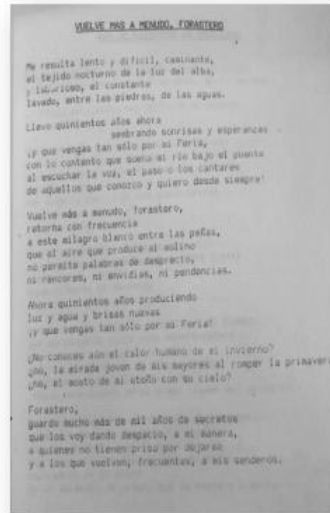 VUELVE MAS A MENUDO, FORASTERO
Me resulta lento y difícil, caminante,
el tejido nocturno de la luz del alba,
y laborioso, el constante
lavado, entre las piedras, de las aguas.
Llevo quinientos años ahora
sembrando sonrisas y esperanzas
¡y que vengas tan sólo por mi Feria,
con lo contento que suena mi río bajo el puente
al escuchar la voz, el paso o los cantares
de aquellos que conozco y quiero desde siempre!
Vuelve más a menudo, forastero,
retorna con frecuencia
a este milagro blanco entre las peñas,
que el aire que produce el molino
no permite palabras de desprecio,
ni rencores, ni envidias, ni pendencias.
Ahora quinientos años produciendo
luz y agua y brisas nuevas
¡y que vengas tan sólo por mi Feria!
¿No conoces aún el calor humano de mi invierno?
¿no, la mirada joven de mis mayores al romper la primavera
¿no, el mosto de mi otoño con su cielo?
Forastero,
guardo mucho más de mil años de secretos
que los voy dando despacio, a mi manera,
a quienes no tienen prisa por dejarse
y a los que vuelven, frecuentes, a mis senderos.